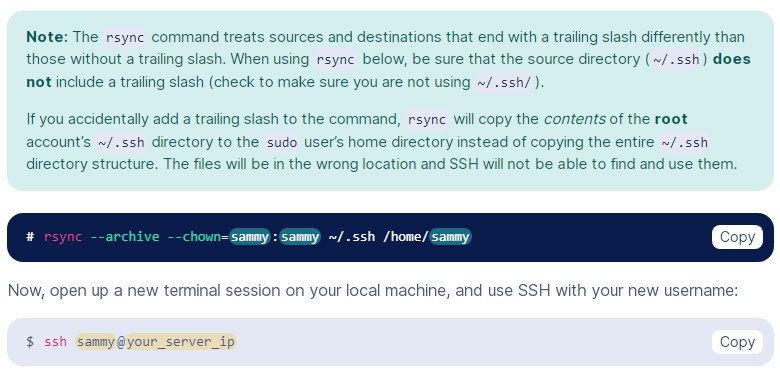 Note: The rsync command treats sources and destinations that end with a trailing slash differently than
those without a trailing slash. When using rsync below, be sure that the source directory (~/.ssh) does
not include a trailing slash (check to make sure you are not using ~/.ssh/).
If you accidentally add a trailing slash to the command, rsync will copy the contents of the root
account’s ~/.ssh directory to the sudo user’s home directory instead of copying the entire ~/.ssh
directory structure. The files will be in the wrong location and SSH will not be able to find and use them.
# rsync --archive --chown=sammy:sammy ~/.ssh /home/sammy Copy
Now, open up a new terminal session on your local machine, and use SSH with your new username:
$ ssh sammy@your_server_ip Copy